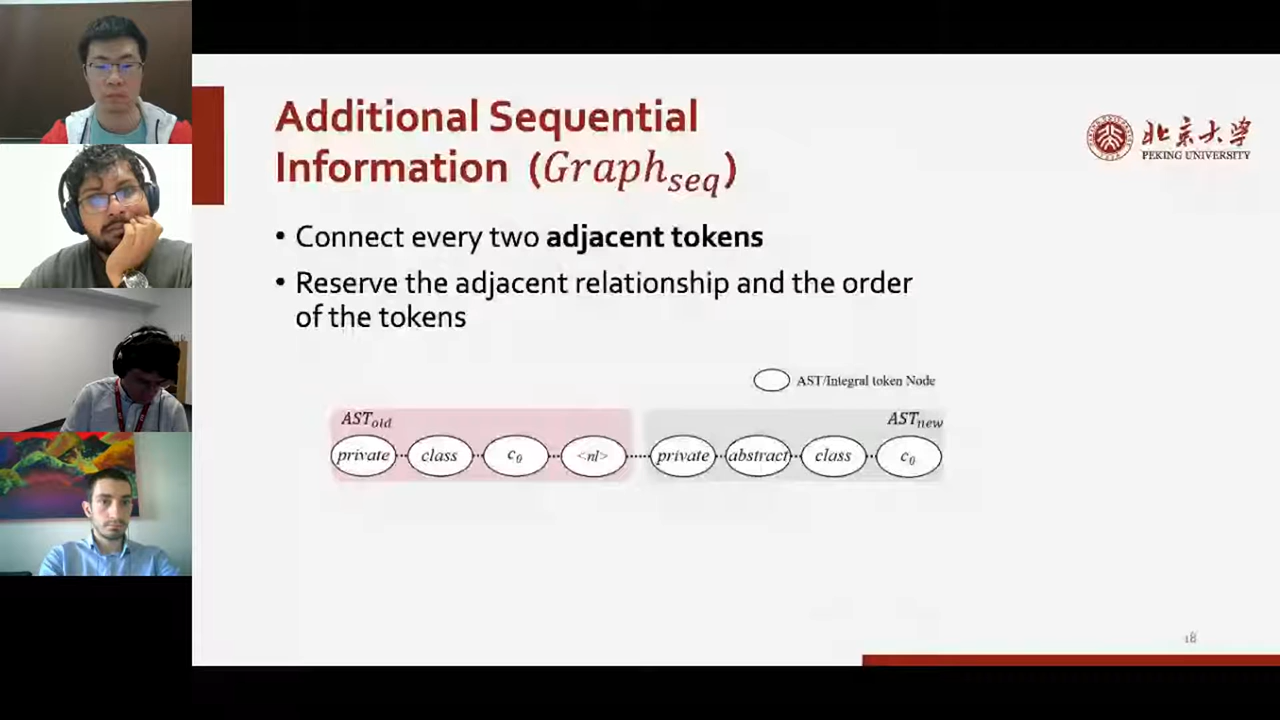 Additional Sequential
Information (Graph_seq)
北京大学
PEKING UNIVERSITY
• Connect every two adjacent tokens
• Reserve the adjacent relationship and the order
of the tokens
AST/Integral token Node
AST_old
AST_new
private class c_0 <nl> private abstract class c_0
18